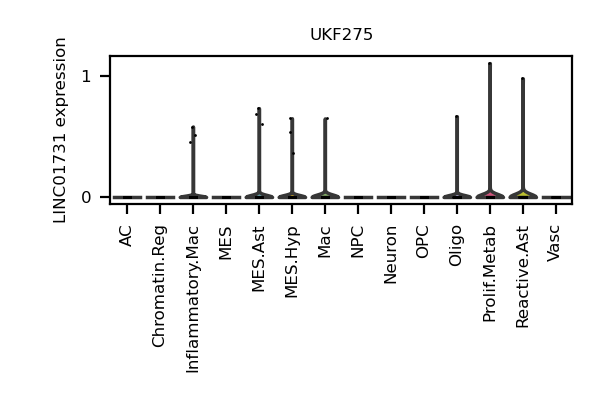 UKF275
LINC01731 expression
1
0
AC
Chromatin.Reg
Inflammatory.Mac
MES
MES.Ast
MES.Hyp
Mac
NPC
Neuron
OPC
Oligo
Prolif.Metab
Reactive.Ast
Vasc